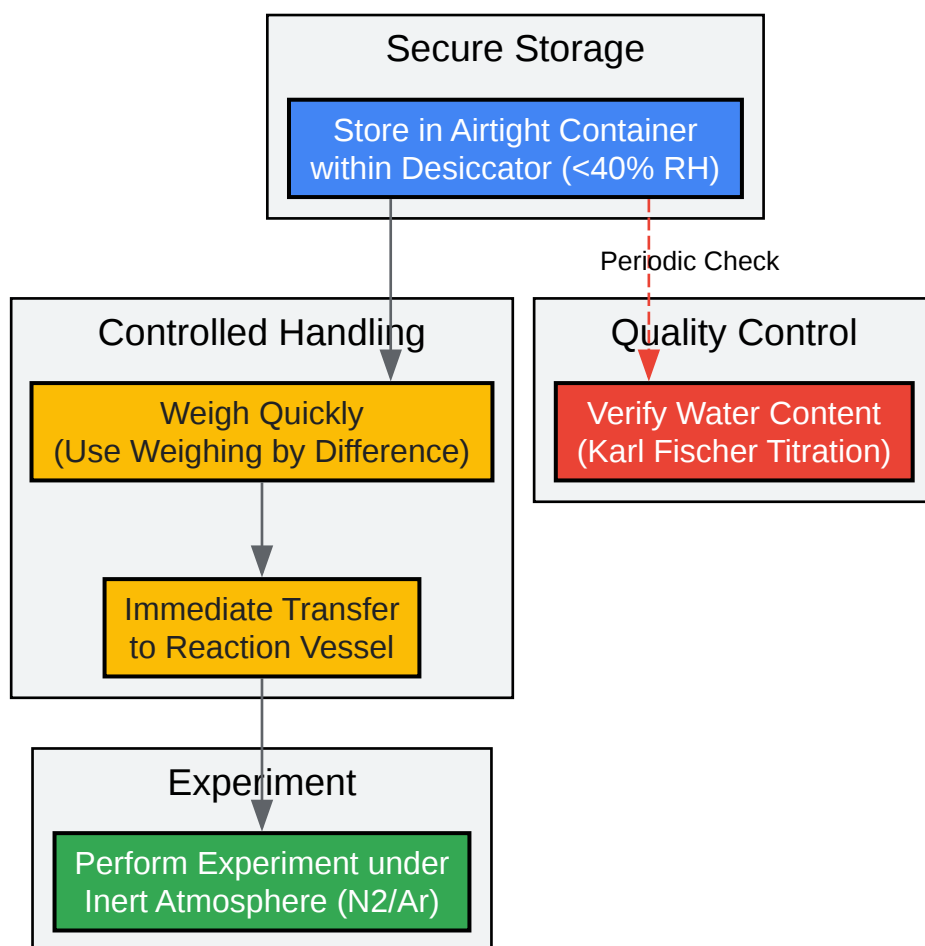 Secure Storage
Store in Airtight Container
within Desiccator (<40% RH)
Periodic Check
Controlled Handling
Weigh Quickly
(Use Weighing by Difference)
Immediate Transfer
to Reaction Vessel
Quality Control
Verify Water Content
(Karl Fischer Titration)
Experiment
Perform Experiment under
Inert Atmosphere (N2/Ar)